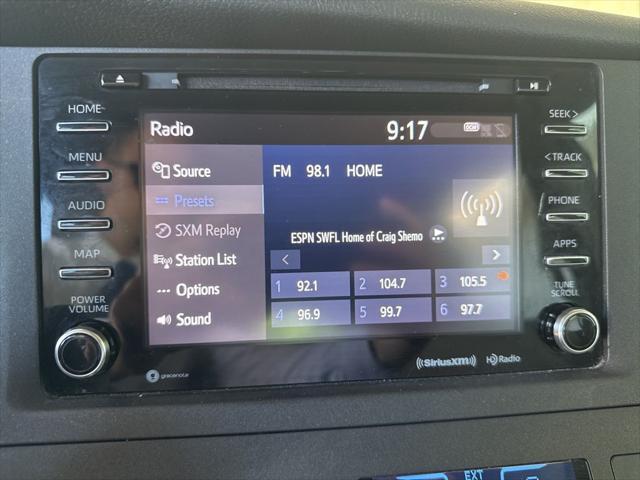 HOME
MENU
AUDIO
MAP
POWER
VOLUME
Radio
9:17
DCM
Source
Presets
SXM Replay
Station List
Options
Sound
FM 98.1 HOME
ESPN SWFL Home of Craig Shemo
1 92.1
2 104.7
3 105.5
4 96.9
5 99.7
6 97.7
SEEK >
< TRACK
PHONE
APPS
TUNE
SCROLL
gracenote
((SiriusXM))
HD Radio
EXT